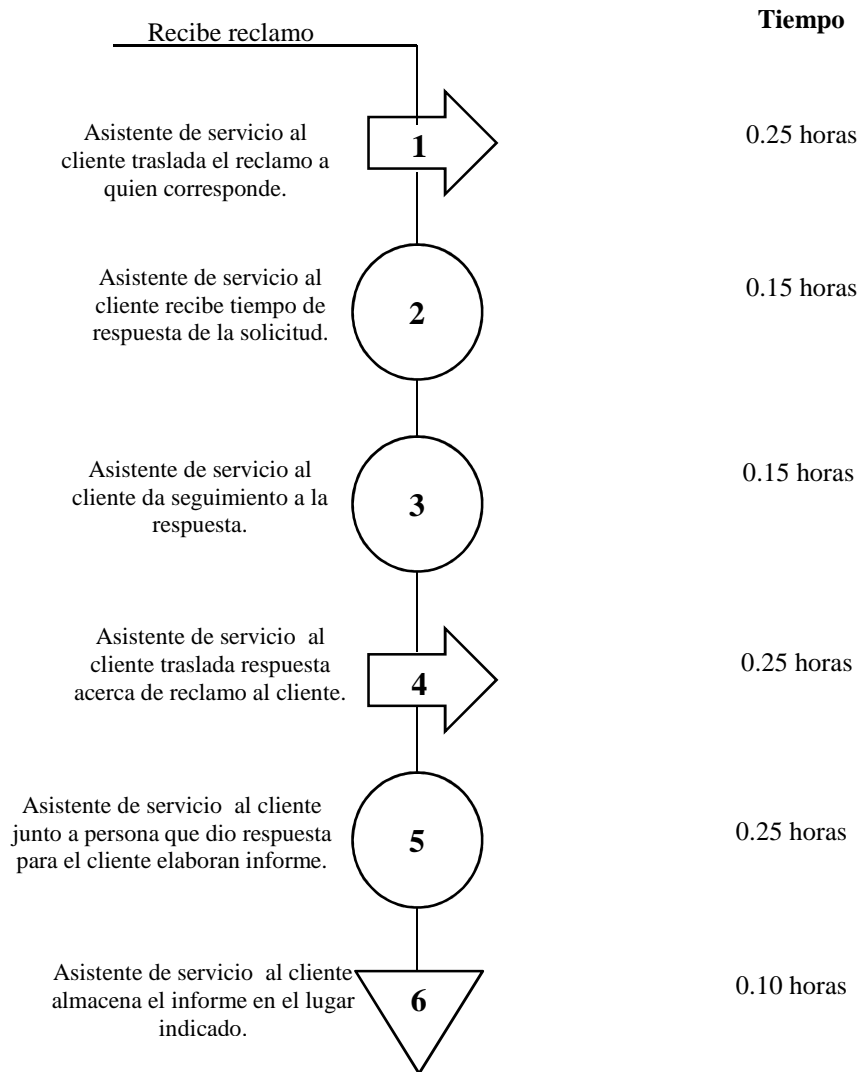 Tiempo
Recibe reclamo
Asistente de servicio al
cliente traslada el reclamo a
quien corresponde.
1
0.25 horas
Asistente de servicio al
cliente recibe tiempo de
respuesta de la solicitud.
2
0.15 horas
Asistente de servicio al
cliente da seguimiento a la
respuesta.
3
0.15 horas
Asistente de servicio al
cliente traslada respuesta
acerca de reclamo al cliente.
4
0.25 horas
Asistente de servicio al cliente
junto a persona que dio respuesta
para el cliente elaboran informe.
5
0.25 horas
Asistente de servicio al cliente
almacena el informe en el lugar
indicado.
6
0.10 horas